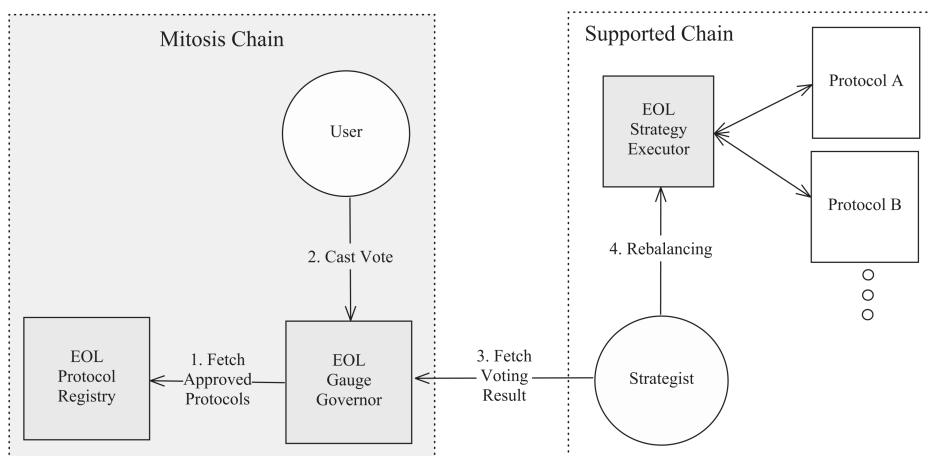 Mitosis Chain
User
2. Cast Vote
EOL
Protocol
Registry
1. Fetch
Approved
Protocols
EOL
Gauge
Governor
3. Fetch
Voting
Result
Supported Chain
EOL
Strategy
Executor
Protocol A
Protocol B
4. Rebalancing
Strategist